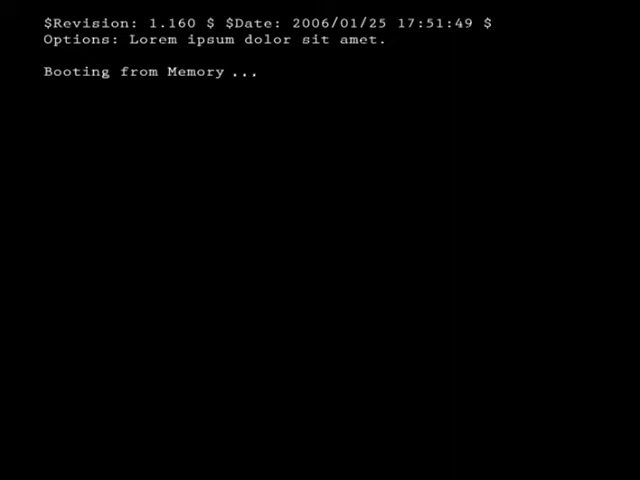 $Revision: 1.160 $ $Date: 2006/01/25 17:51:49 $
Options: Lorem ipsum dolor sit amet.
Booting from Memory ...